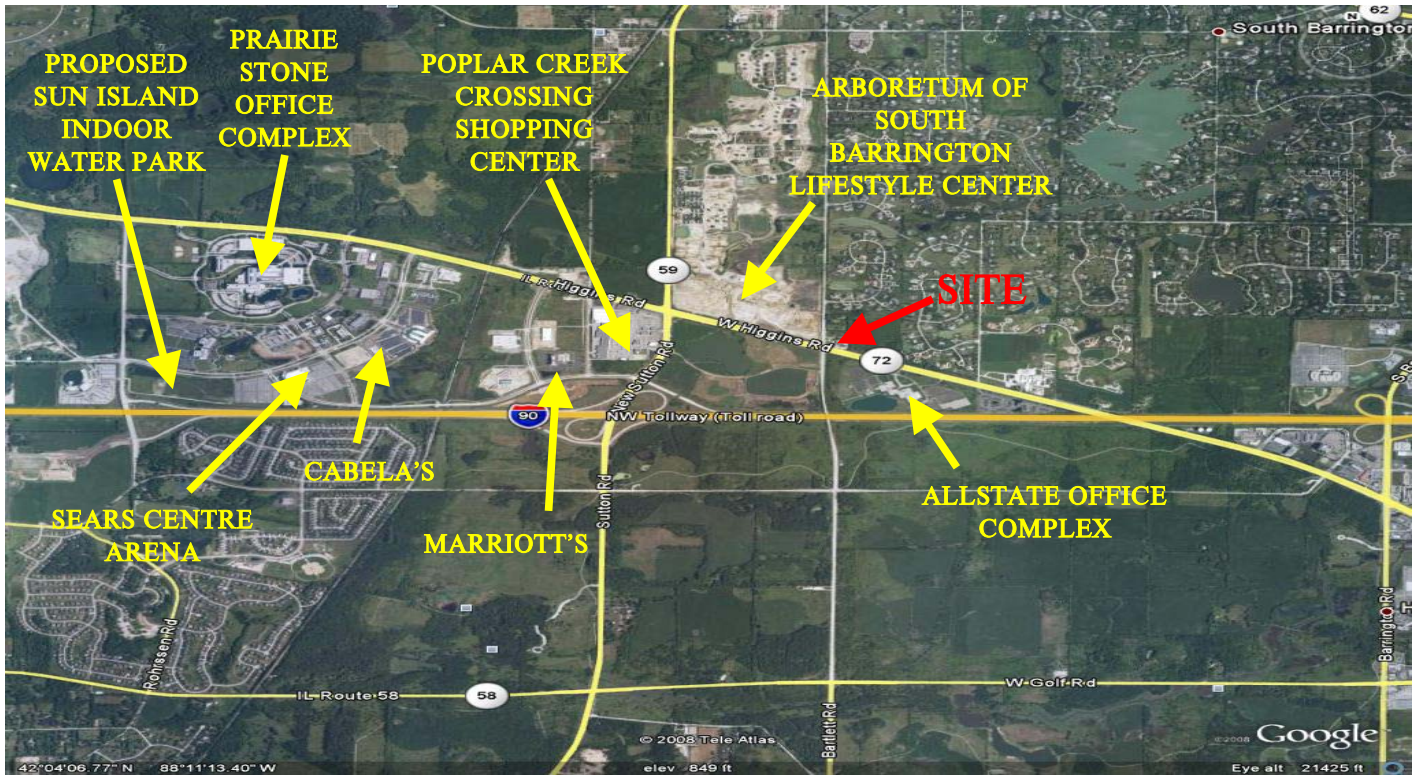 62
N
South Barrington
PRAIRIE
STONE
OFFICE
COMPLEX
PROPOSED
SUN ISLAND
INDOOR
WATER PARK
POPLAR CREEK
CROSSING
SHOPPING
CENTER
ARBORETUM OF
SOUTH
BARRINGTON
LIFESTYLE CENTER
59
IL
Higgins Rd
W Higgins Rd
SITE
72
New Sutton Rd
90
NW Tollway (Toll road)
CABELA'S
SEARS CENTRE
ARENA
MARRIOTT'S
Sutton Rd
ALLSTATE OFFICE
COMPLEX
Rohrssen Rd
Barrington Rd
IL Route 58
58
W Golf Rd
Bartlett Rd
© 2008 Tele Atlas
©2008 Google
42°04'06.77" N 88°11'13.40" W
elev 849 ft
Eye alt 21425 ft